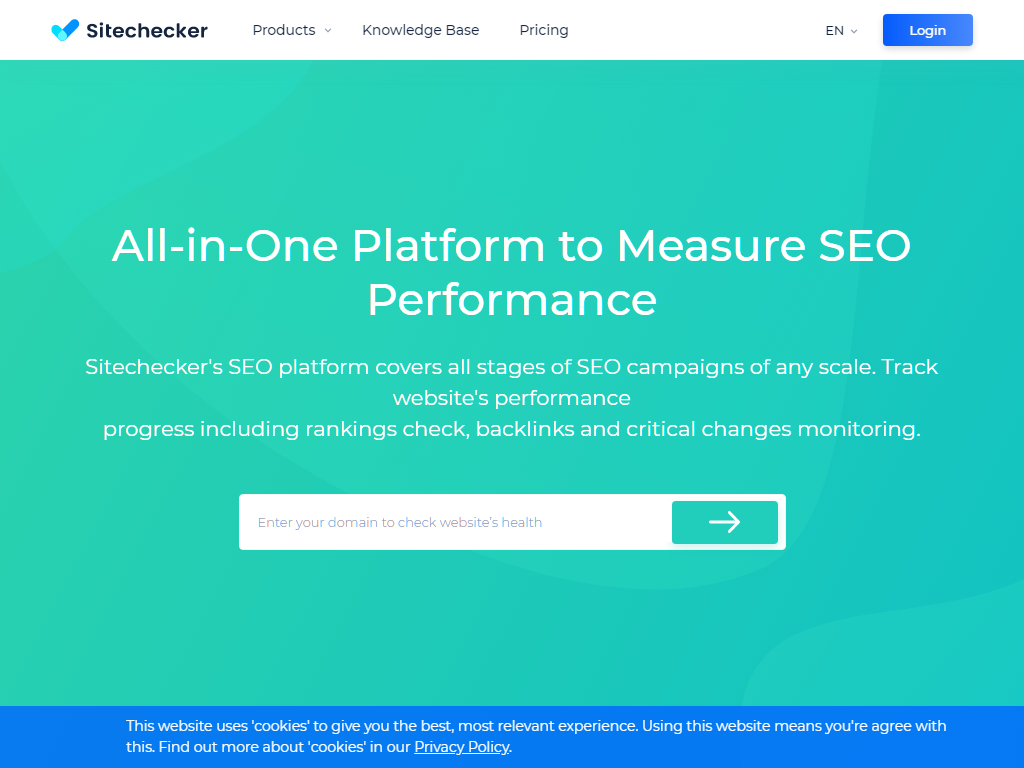 Sitechecker
Products
Knowledge Base
Pricing
EN
Login
All-in-One Platform to Measure SEO
Performance
Sitechecker's SEO platform covers all stages of SEO campaigns of any scale. Track
website's performance
progress including rankings check, backlinks and critical changes monitoring.
Enter your domain to check website's health
This website uses 'cookies' to give you the best, most relevant experience. Using this website means you're agree with
this. Find out more about 'cookies' in our Privacy Policy.